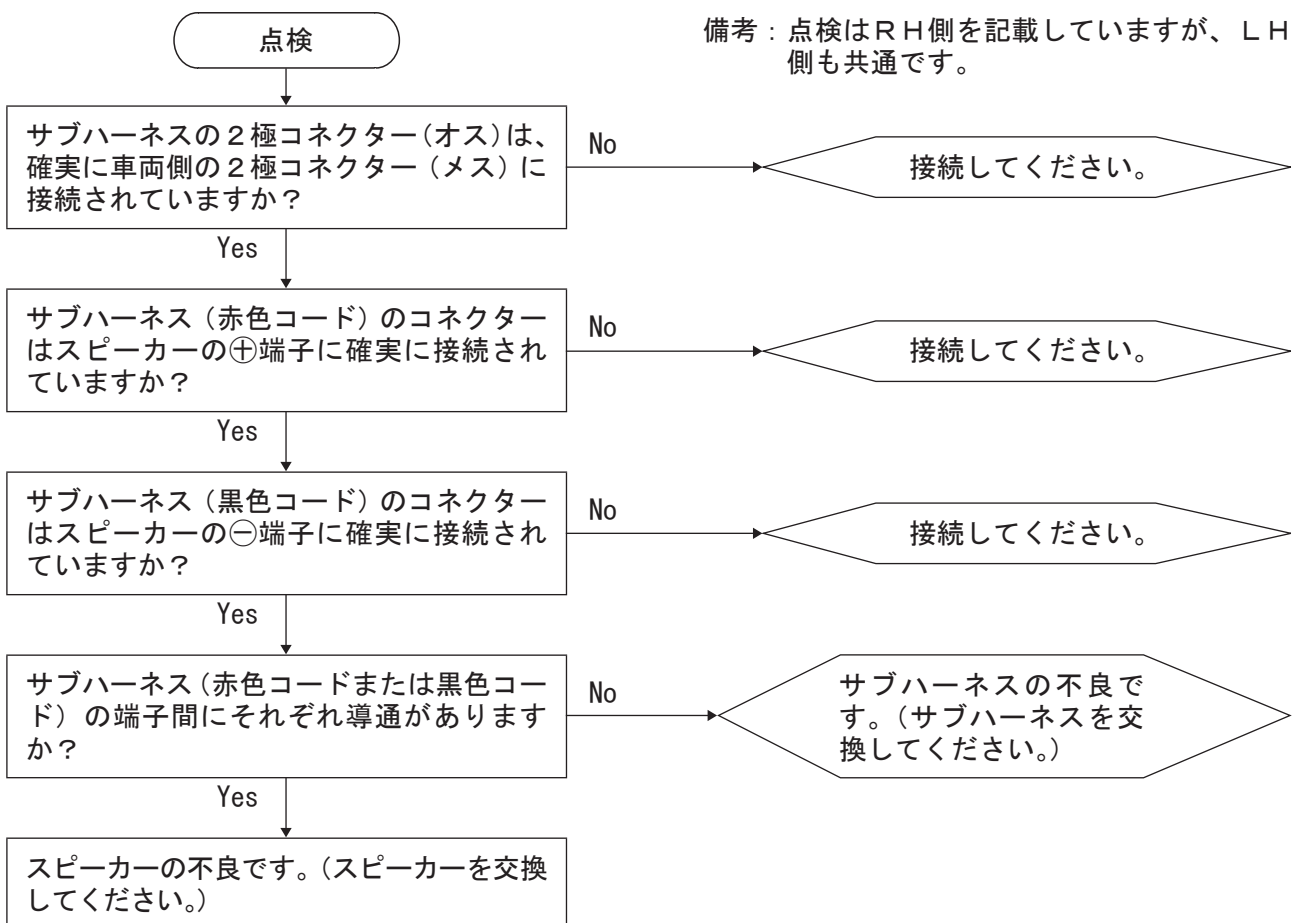 点検
備考：点検はＲＨ側を記載していますが、ＬＨ
側も共通です。
サブハーネスの２極コネクター（オス）は、
確実に車両側の２極コネクター（メス）に
接続されていますか？
No
接続してください。
Yes
サブハーネス（赤色コード）のコネクター
はスピーカーの⊕端子に確実に接続され
ていますか？
No
接続してください。
Yes
サブハーネス（黒色コード）のコネクター
はスピーカーの⊖端子に確実に接続され
ていますか？
No
接続してください。
Yes
サブハーネス（赤色コードまたは黒色コー
ド）の端子間にそれぞれ導通があります
か？
No
サブハーネスの不良で
す。（サブハーネスを交
換してください。）
Yes
スピーカーの不良です。（スピーカーを交換
してください。）